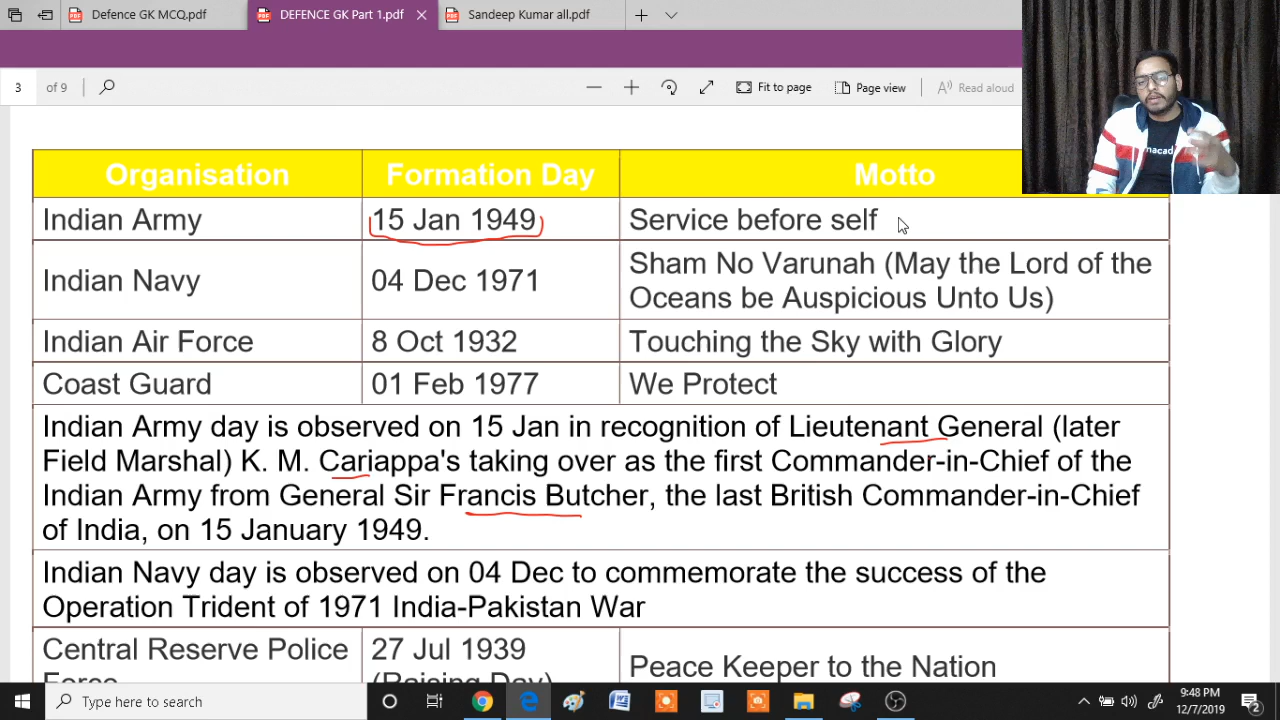 Defence GK MCQ.pdf
DEFENCE GK Part 1.pdf
Sandeep Kumar all.pdf
3 of 9
Fit to page
Page view
Read aloud
macad
Organisation Formation Day Motto
Indian Army 15 Jan 1949 Service before self
Indian Navy 04 Dec 1971 Sham No Varunah (May the Lord of the
Oceans be Auspicious Unto Us)
Indian Air Force 8 Oct 1932 Touching the Sky with Glory
Coast Guard 01 Feb 1977 We Protect
Indian Army day is observed on 15 Jan in recognition of Lieutenant General (later
Field Marshal) K. M. Cariappa's taking over as the first Commander-in-Chief of the
Indian Army from General Sir Francis Butcher, the last British Commander-in-Chief
of India, on 15 January 1949.
Indian Navy day is observed on 04 Dec to commemorate the success of the
Operation Trident of 1971 India-Pakistan War
Central Reserve Police 27 Jul 1939 Peace Keeper to the Nation
Force (Raising Day)
Type here to search
9:48 PM
12/7/2019
2